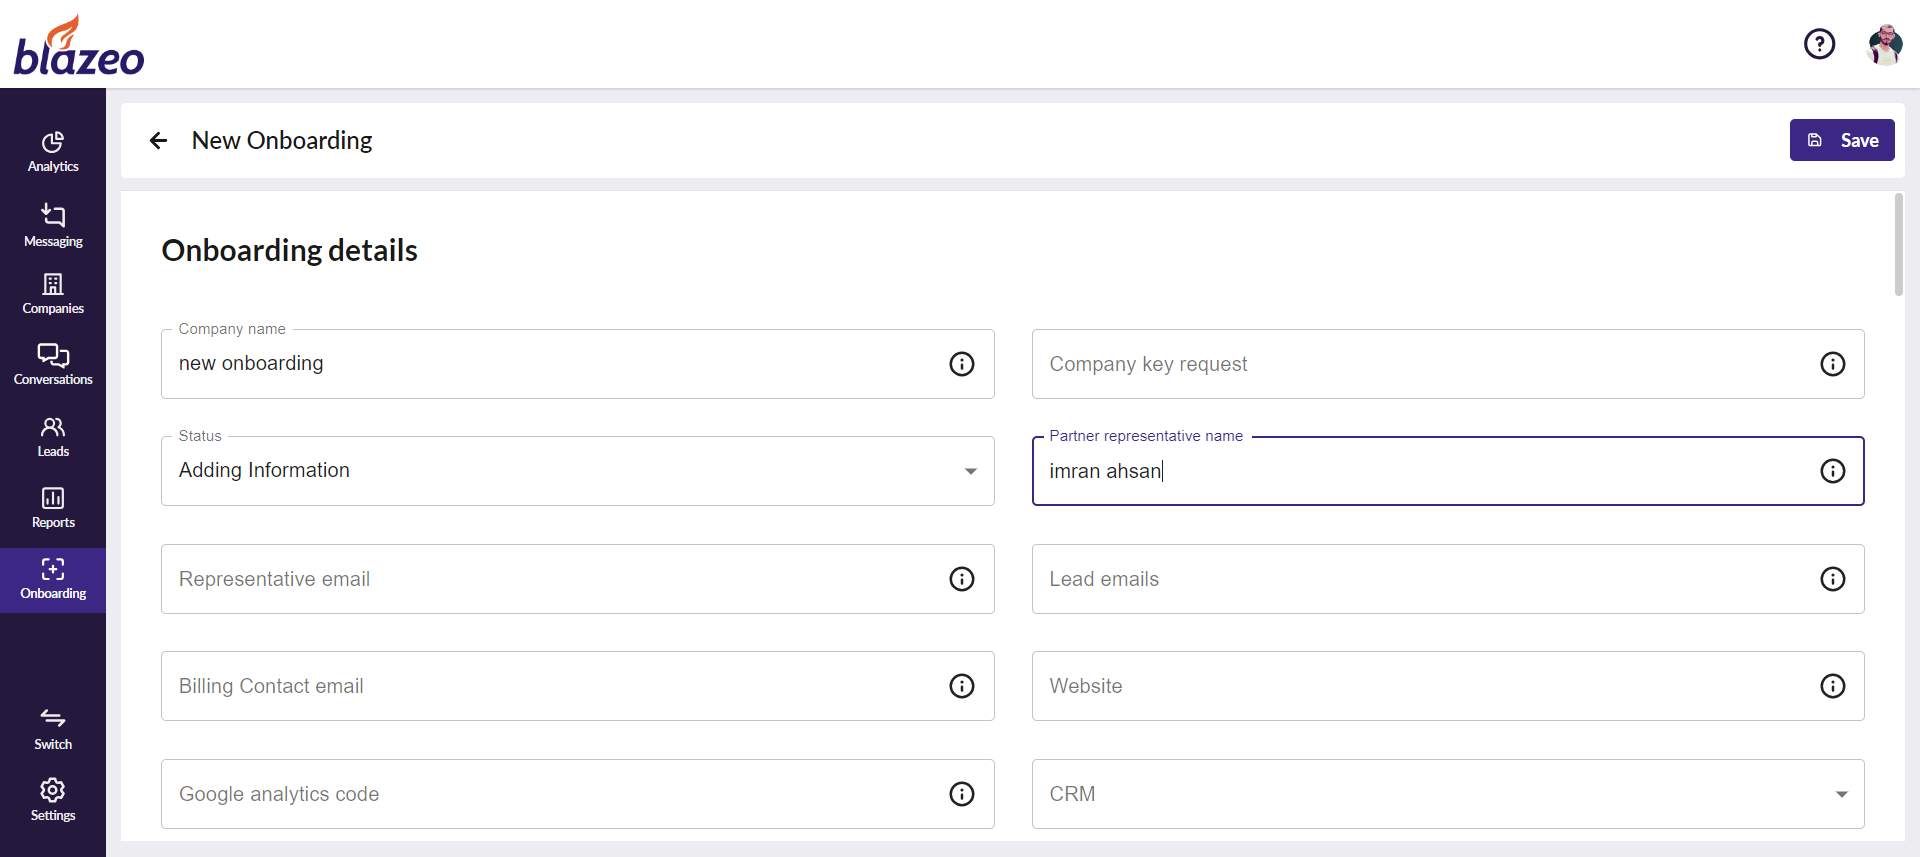 blazeo
New Onboarding
Save
Analytics
Messaging
Companies
Conversations
Leads
Reports
Onboarding
Switch
Settings
Onboarding details
Company name
new onboarding
Company key request
Status
Adding Information
Partner representative name
imran ahsan
Representative email
Lead emails
Billing Contact email
Website
Google analytics code
CRM